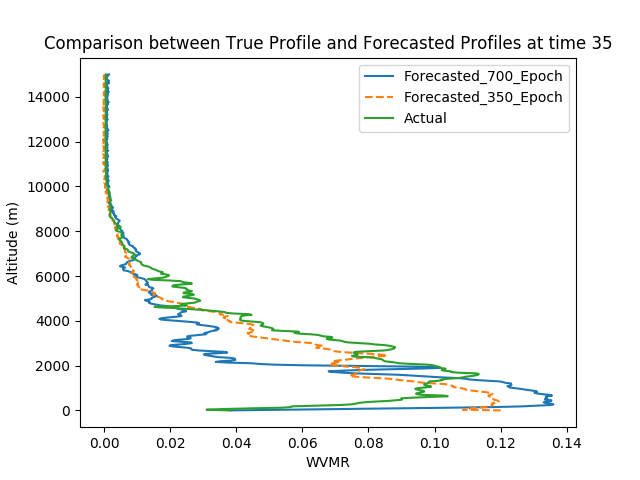 Comparison between True Profile and Forecasted Profiles at time 35
Forecasted_700_Epoch
Forecasted_350_Epoch
Actual
Altitude (m)
14000
12000
10000
8000
6000
4000
2000
0
0.00 0.02 0.04 0.06 0.08 0.10 0.12 0.14
WVMR